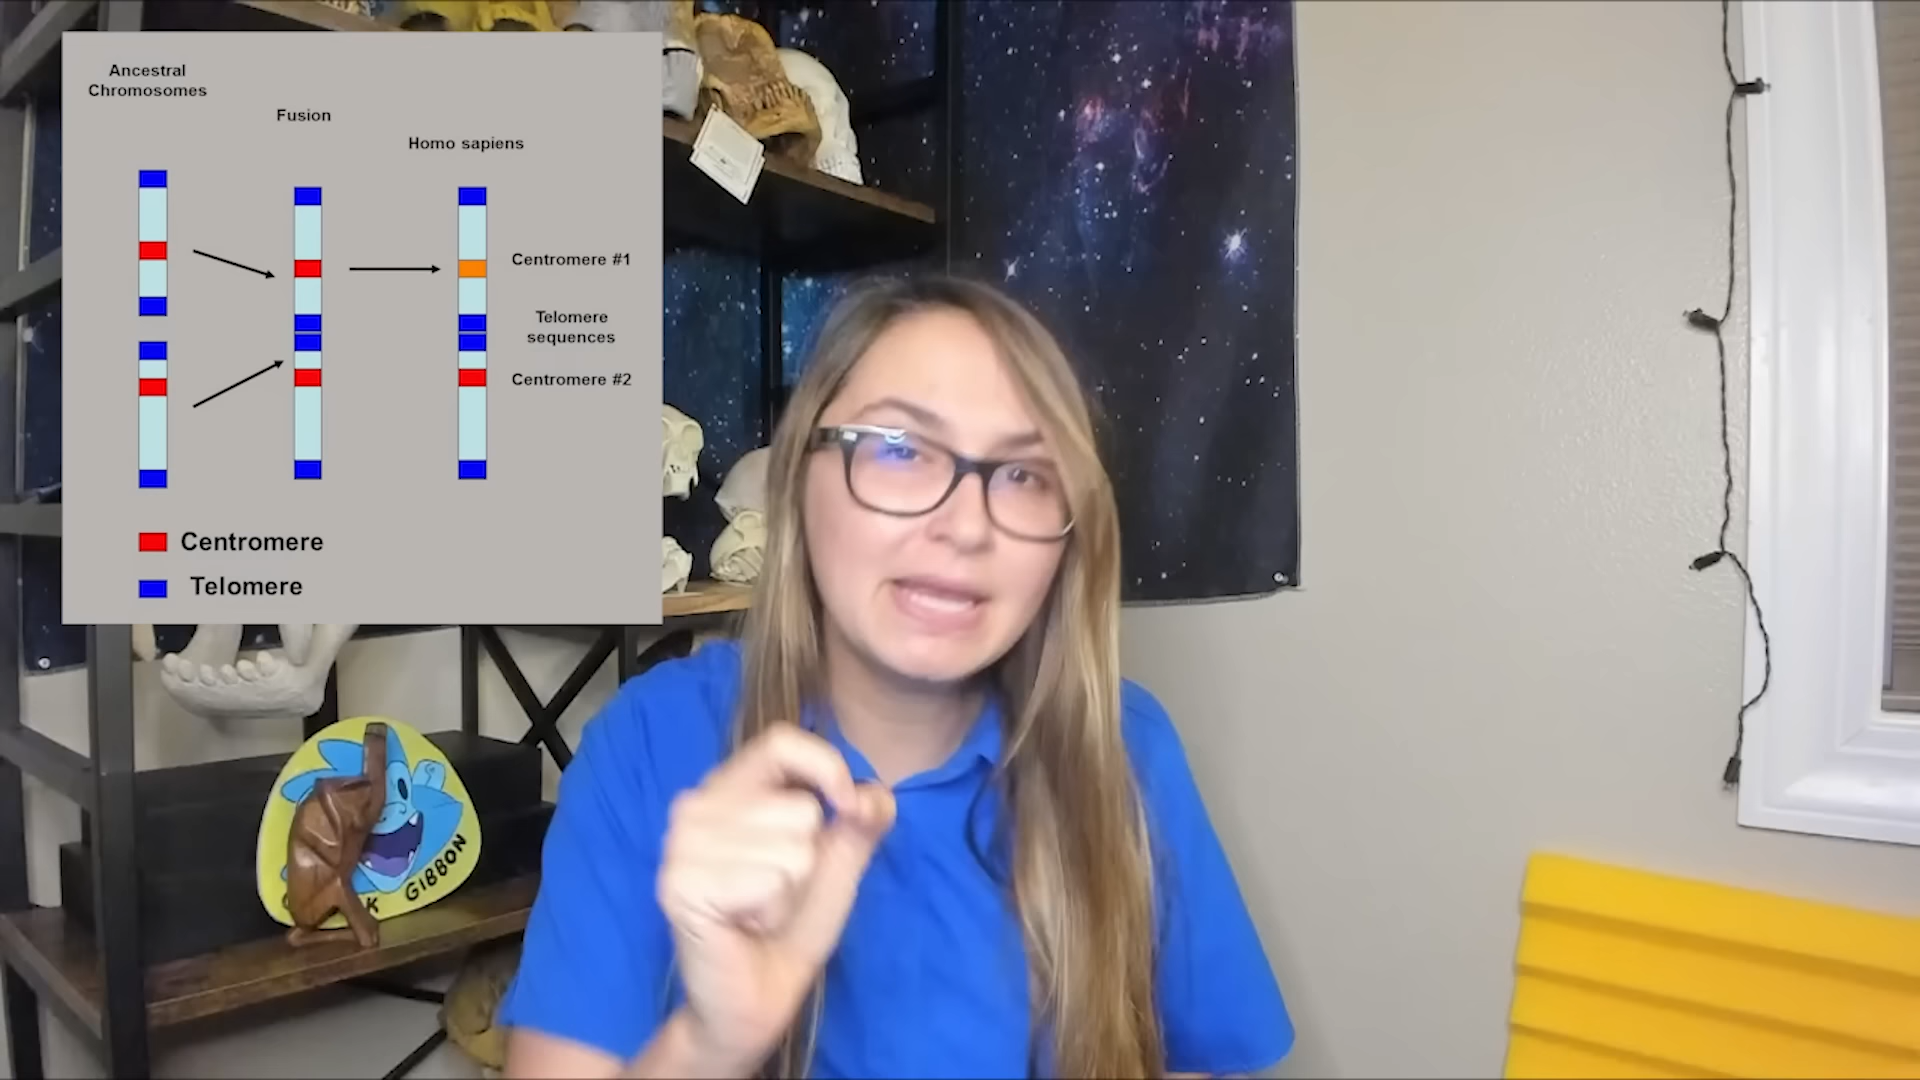 Ancestral
Chromosomes
Fusion
Homo sapiens
Centromere #1
Telomere
sequences
Centromere #2
Centromere
Telomere
GIBBON